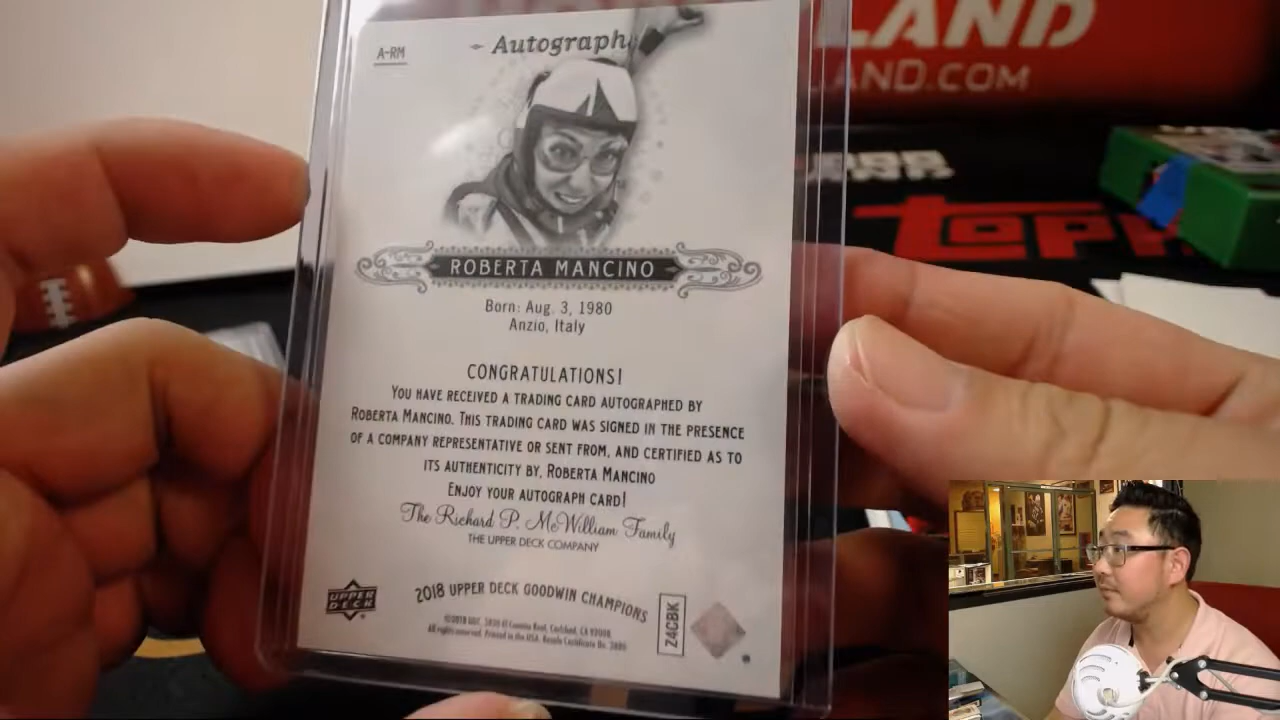 LAND
AND.COM
A-RM
Autograph
TOPP
ROBERTA MANCINO
Born: Aug. 3, 1980
Anzio, Italy
CONGRATULATIONS!
YOU HAVE RECEIVED A TRADING CARD AUTOGRAPHED BY
ROBERTA MANCINO. THIS TRADING CARD WAS SIGNED IN THE PRESENCE
OF A COMPANY REPRESENTATIVE OR SENT FROM, AND CERTIFIED AS TO
ITS AUTHENTICITY BY, ROBERTA MANCINO
ENJOY YOUR AUTOGRAPH CARD!
The Richard P. McWilliam Family
THE UPPER DECK COMPANY
UPPER DECK
2018 UPPER DECK GOODWIN CHAMPIONS
Z4CBK